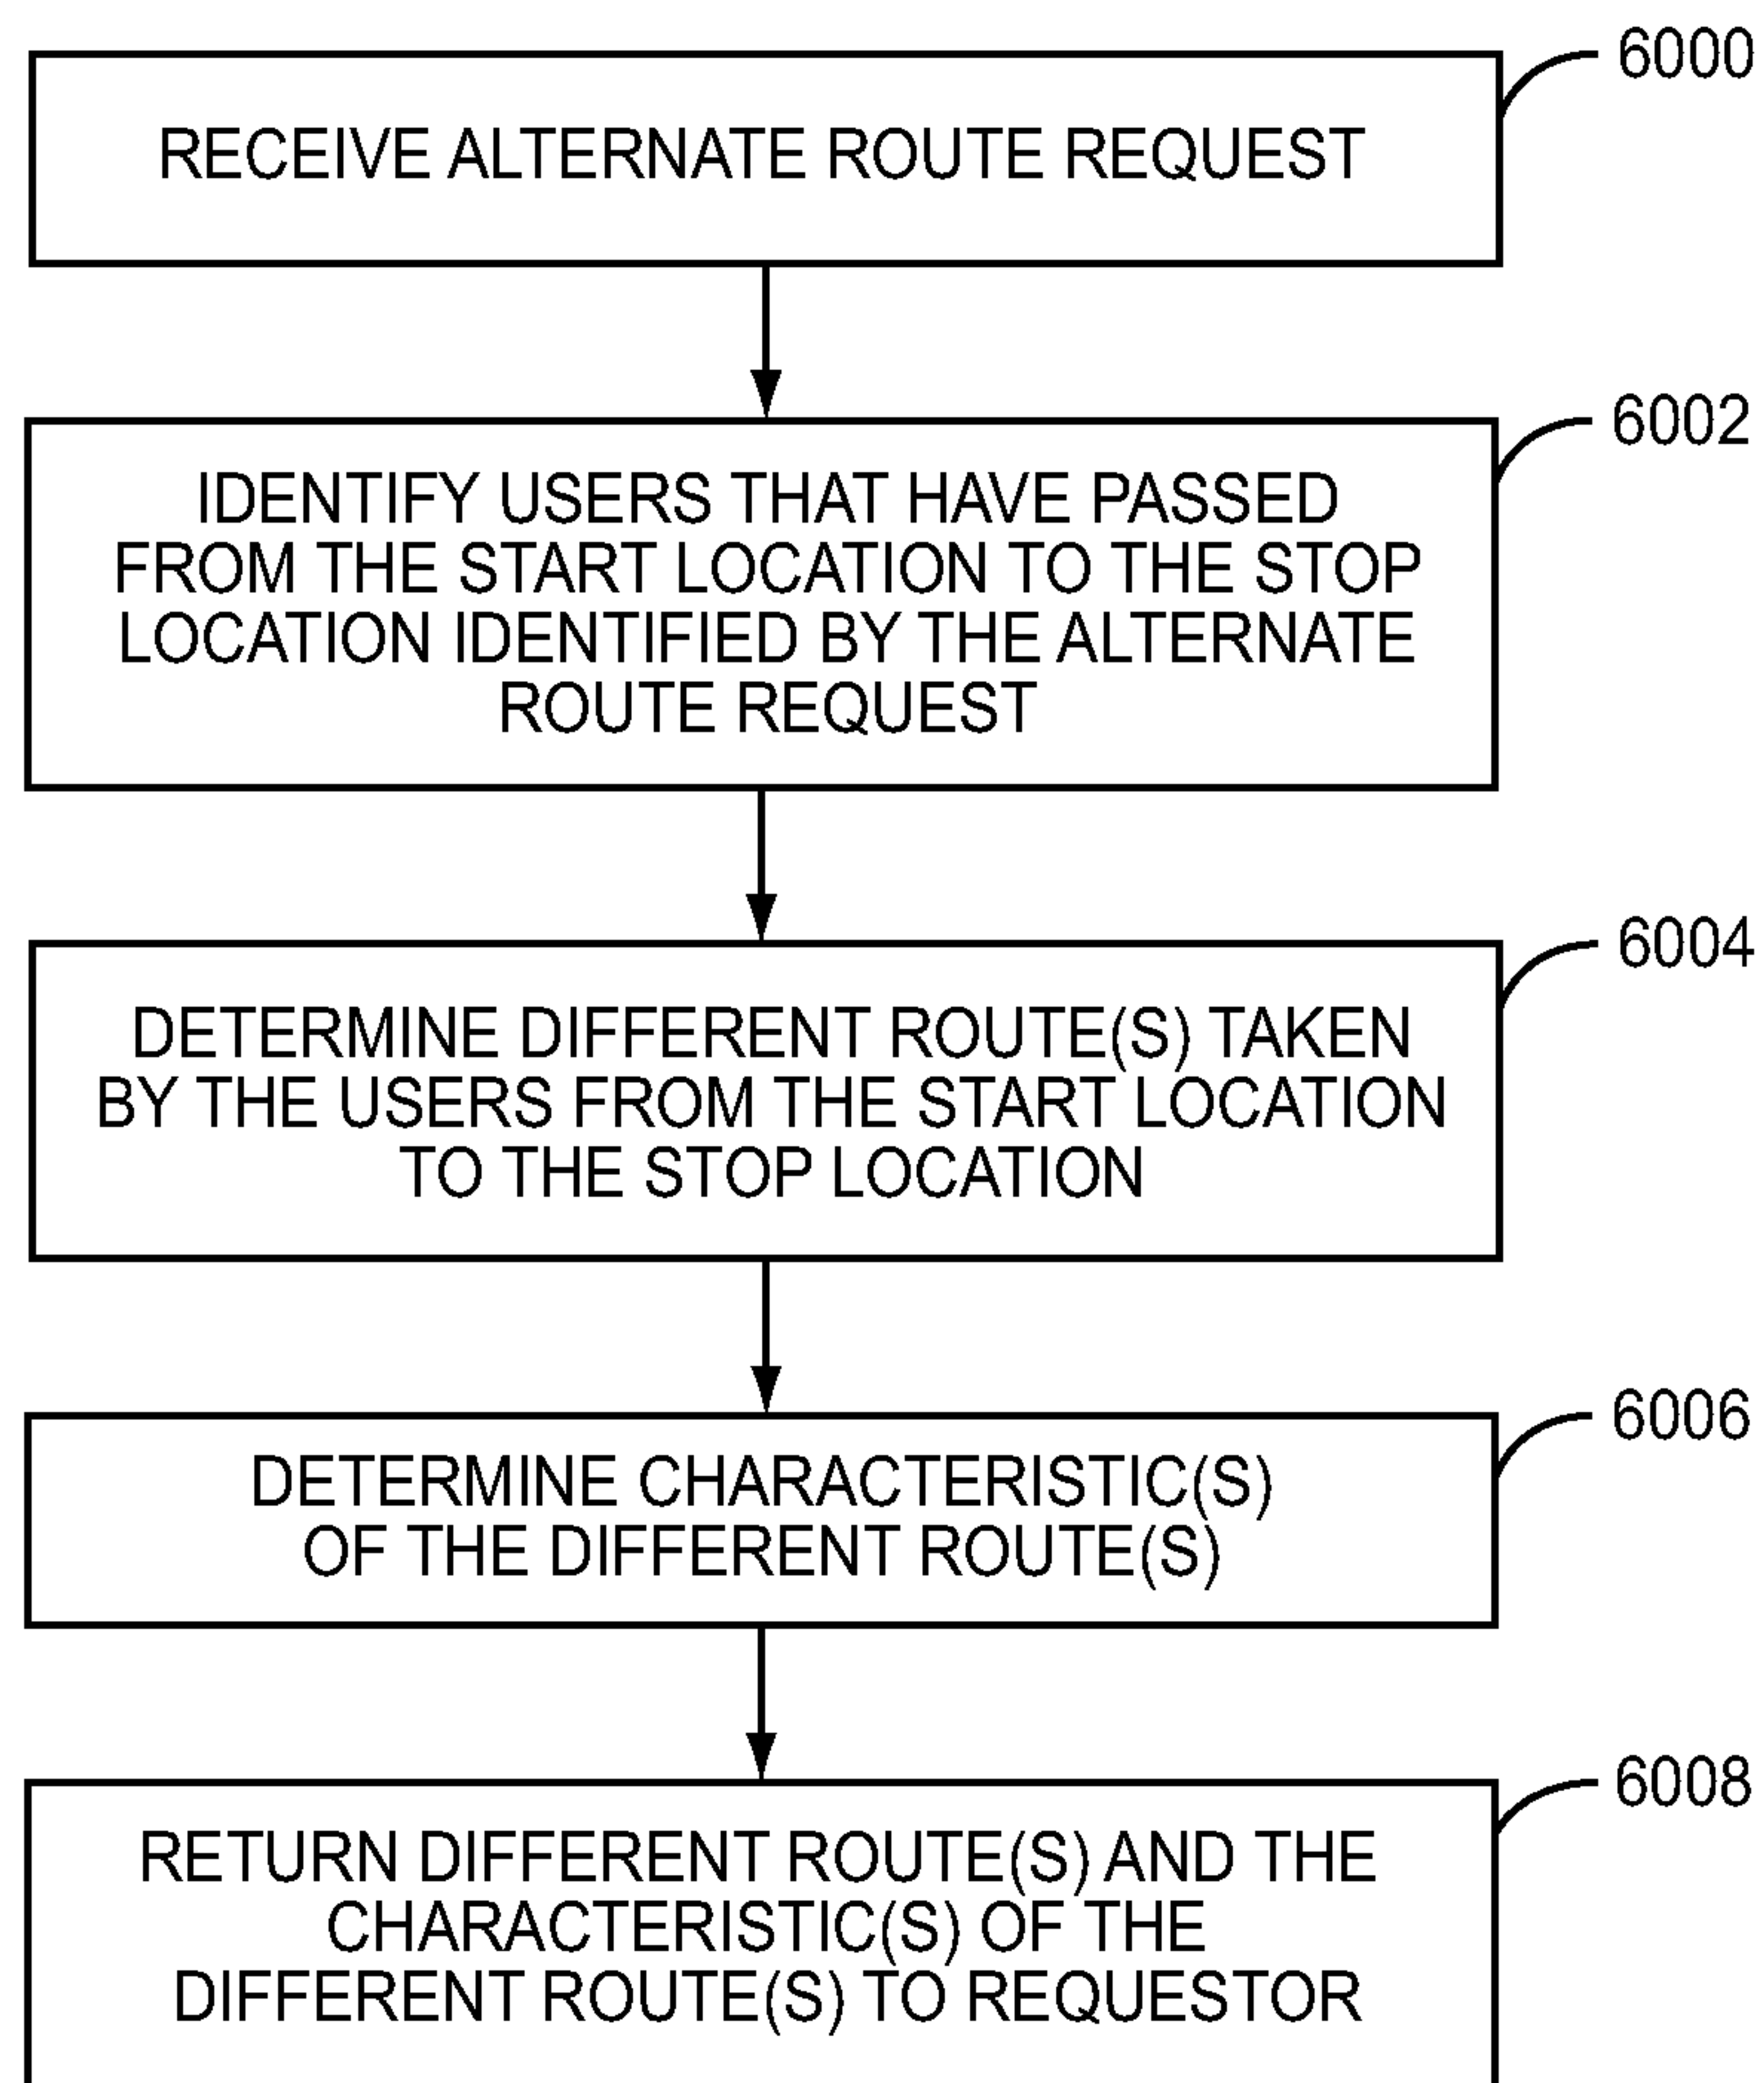 6000
RECEIVE ALTERNATE ROUTE REQUEST
6002
IDENTIFY USERS THAT HAVE PASSED
FROM THE START LOCATION TO THE STOP
LOCATION IDENTIFIED BY THE ALTERNATE
ROUTE REQUEST
6004
DETERMINE DIFFERENT ROUTE(S) TAKEN
BY THE USERS FROM THE START LOCATION
TO THE STOP LOCATION
6006
DETERMINE CHARACTERISTIC(S)
OF THE DIFFERENT ROUTE(S)
6008
RETURN DIFFERENT ROUTE(S) AND THE
CHARACTERISTIC(S) OF THE
DIFFERENT ROUTE(S) TO REQUESTOR